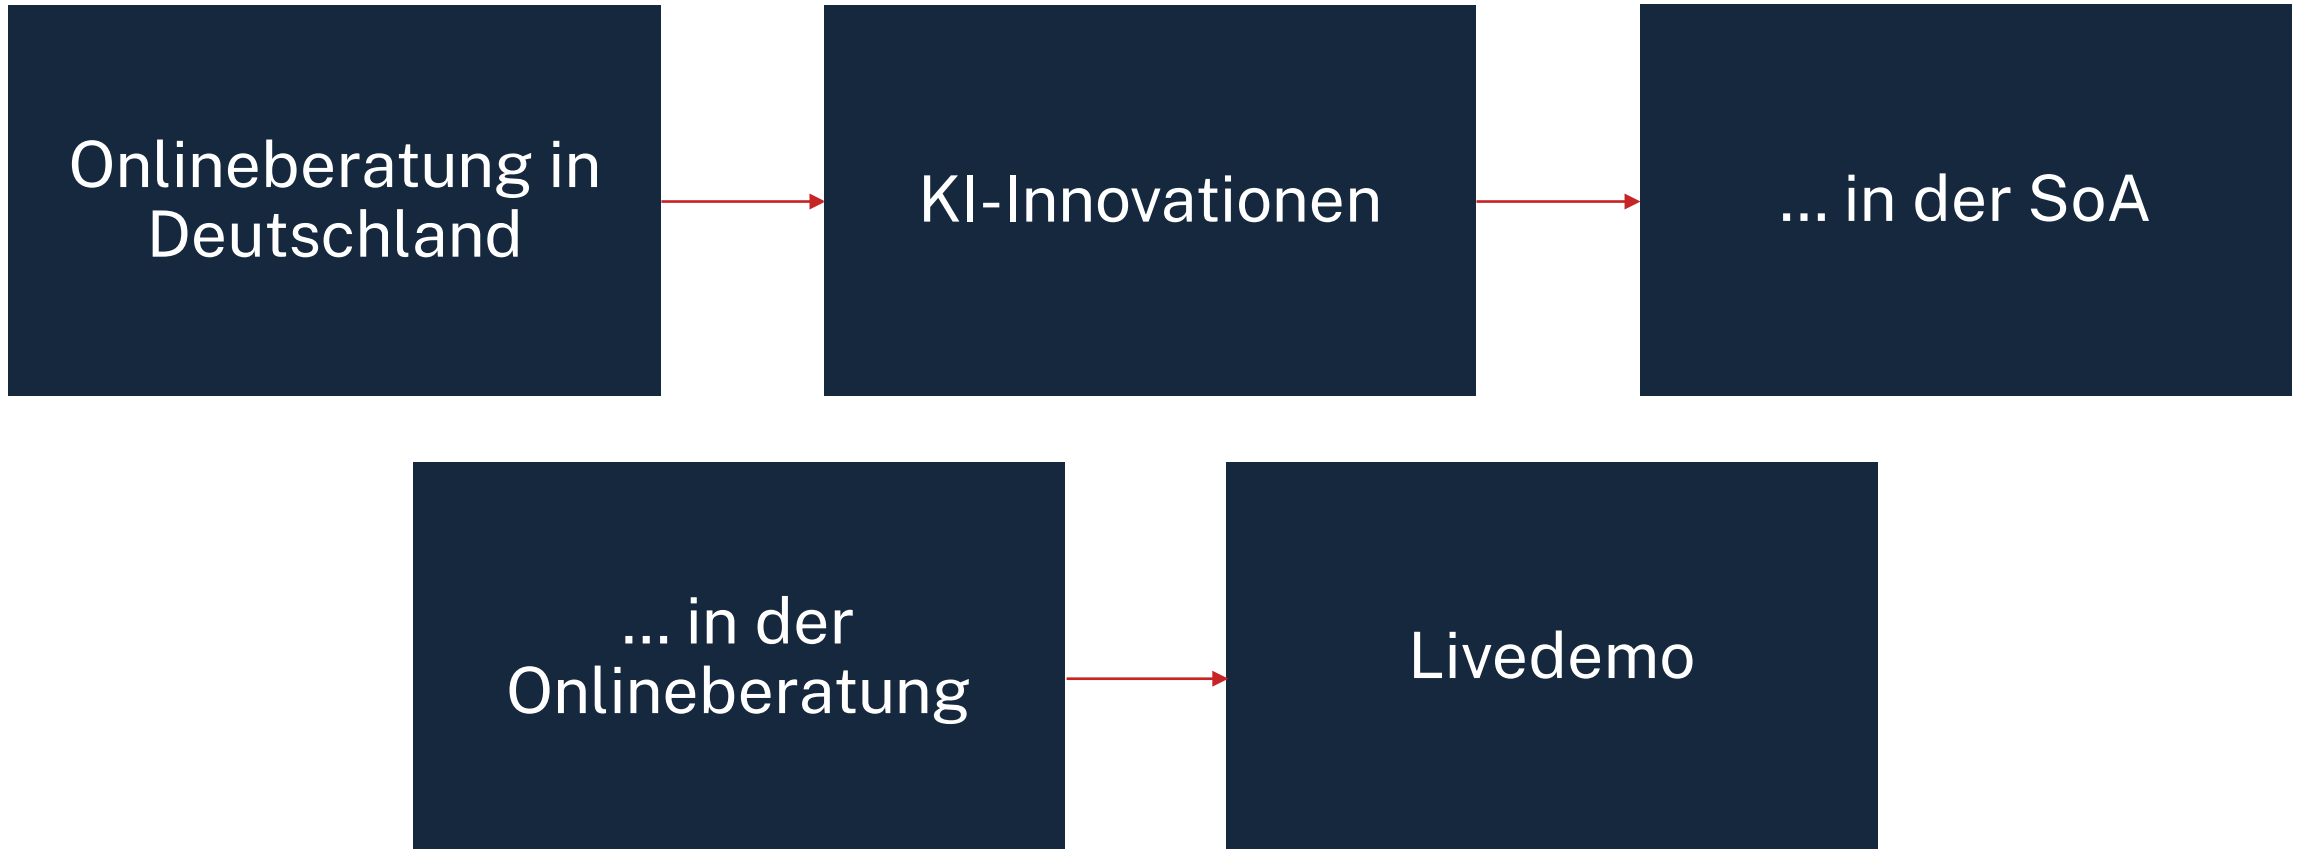 Onlineberatung in
Deutschland
KI-Innovationen
... in der SoA
... in der
Onlineberatung
Livedemo